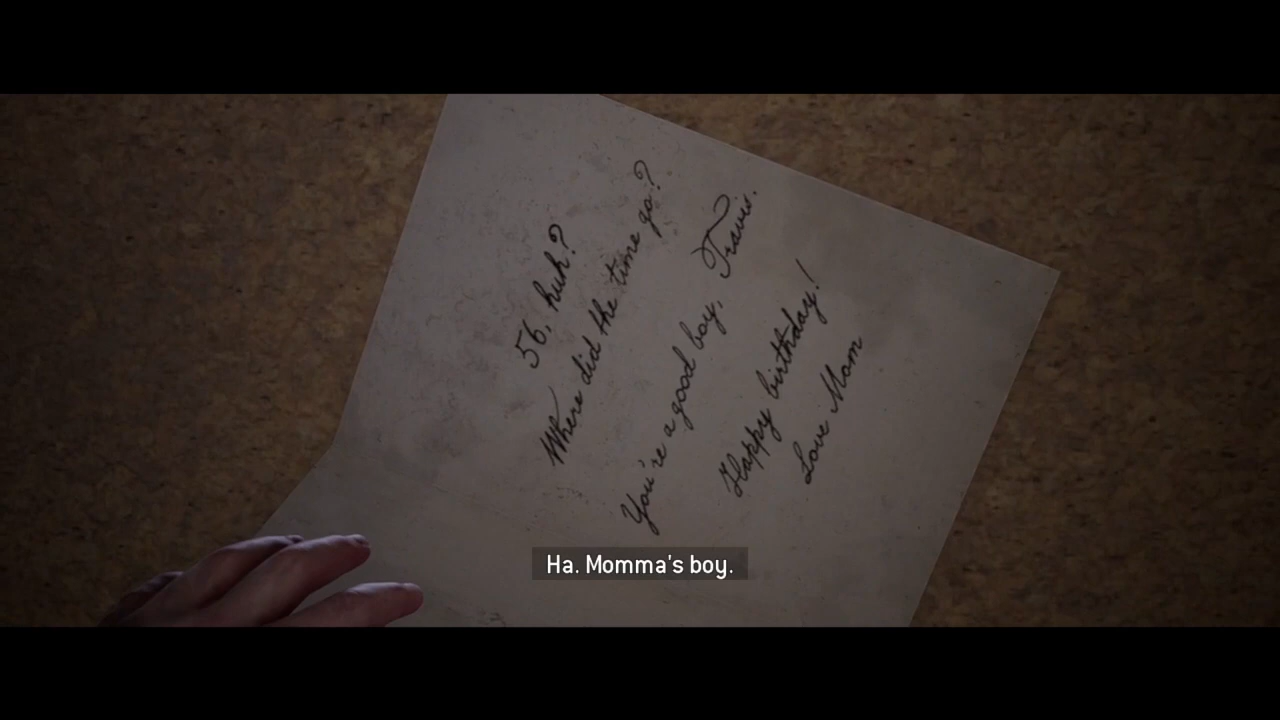 56, huh?
Where did the time go?
You're a good boy, Travis.
Happy birthday!
Love Mom
Ha. Momma's boy.